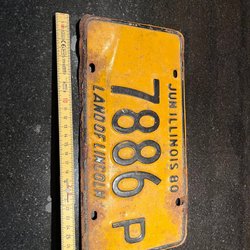 JUN ILLINOIS 80
7886 P
LAND OF LINCOLN